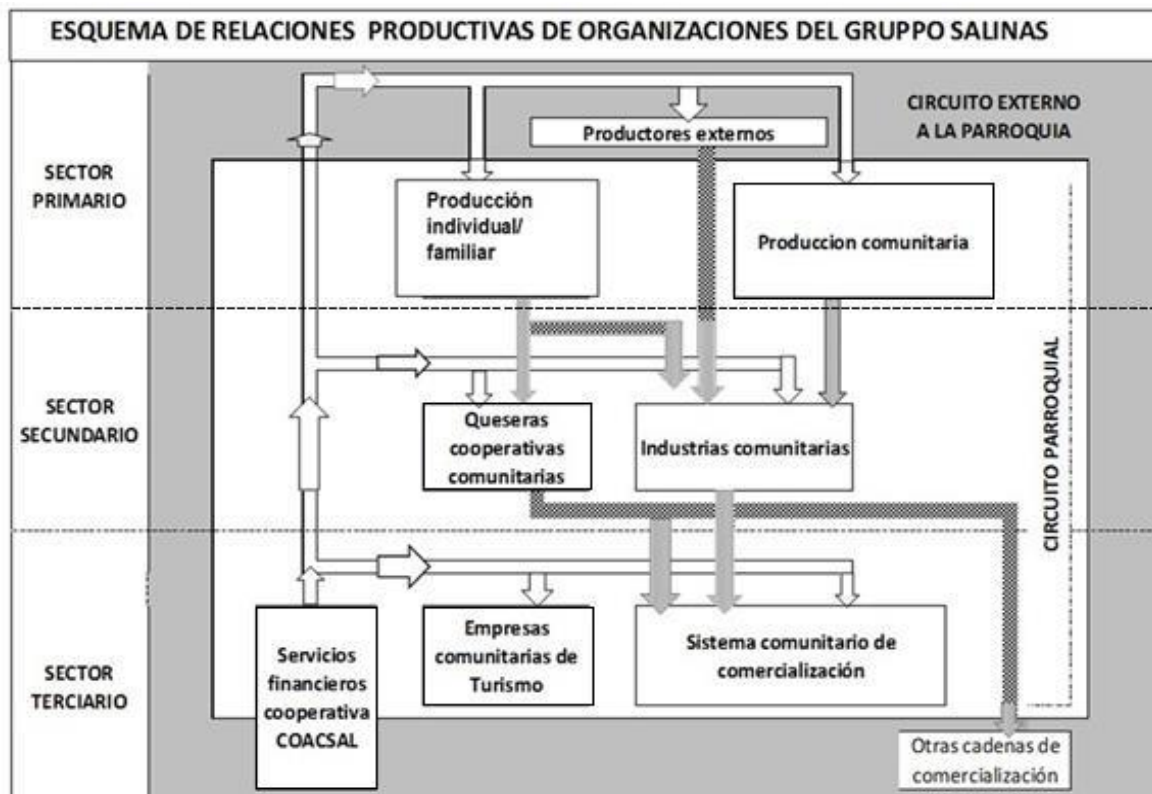 ESQUEMA DE RELACIONES PRODUCTIVAS DE ORGANIZACIONES DEL GRUPPO SALINAS
CIRCUITO EXTERNO
A LA PARROQUIA
Productores externos
SECTOR
PRIMARIO
Producción
individual/
familiar
Produccion comunitaria
SECTOR
SECUNDARIO
Queseras
cooperativas
comunitarias
Industrias comunitarias
CIRCUITO PARROQUIAL
SECTOR
TERCIARIO
Servicios
financieros
cooperativa
COACSAL
Empresas
comunitarias de
Turismo
Sistema comunitario de
comercialización
Otras cadenas de
comercialización